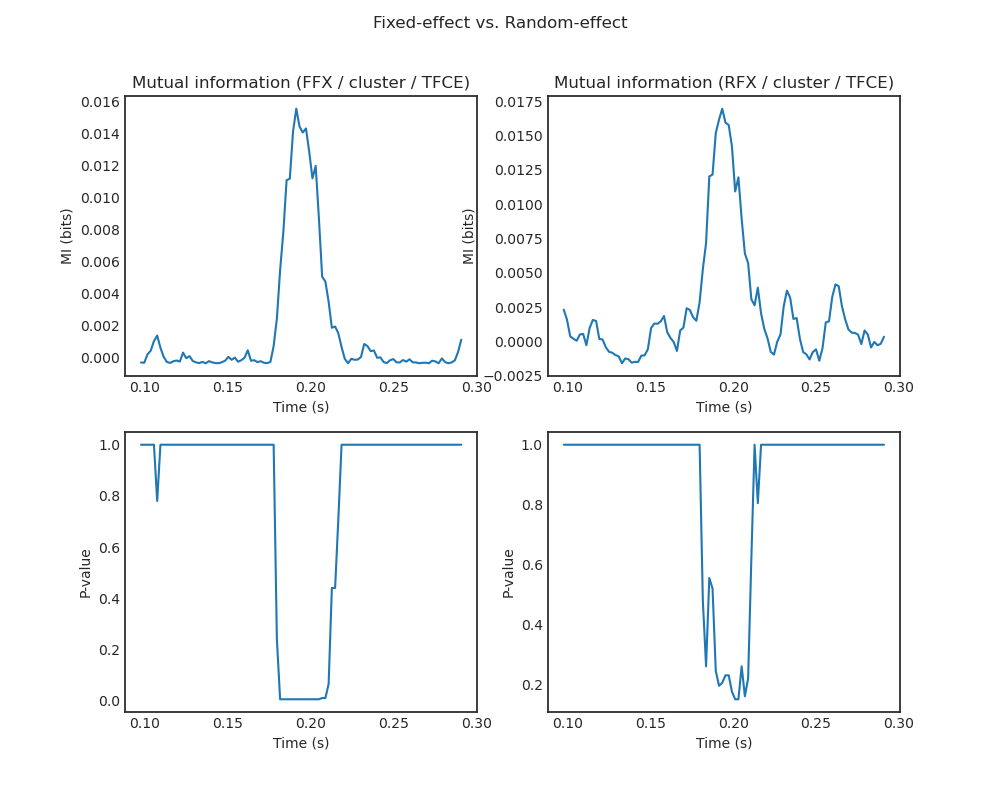 Fixed-effect vs. Random-effect
Mutual information (FFX / cluster / TFCE)
0.016
0.014
0.012
0.010
0.008
0.006
0.004
0.002
0.000
MI (bits)
0.10 0.15 0.20 0.25 0.30
Time (s)
Mutual information (RFX / cluster / TFCE)
0.0175
0.0150
0.0125
0.0100
0.0075
0.0050
0.0025
0.0000
−0.0025
MI (bits)
0.10 0.15 0.20 0.25 0.30
Time (s)
1.0
0.8
0.6
0.4
0.2
0.0
P-value
0.10 0.15 0.20 0.25 0.30
Time (s)
1.0
0.8
0.6
0.4
0.2
P-value
0.10 0.15 0.20 0.25 0.30
Time (s)